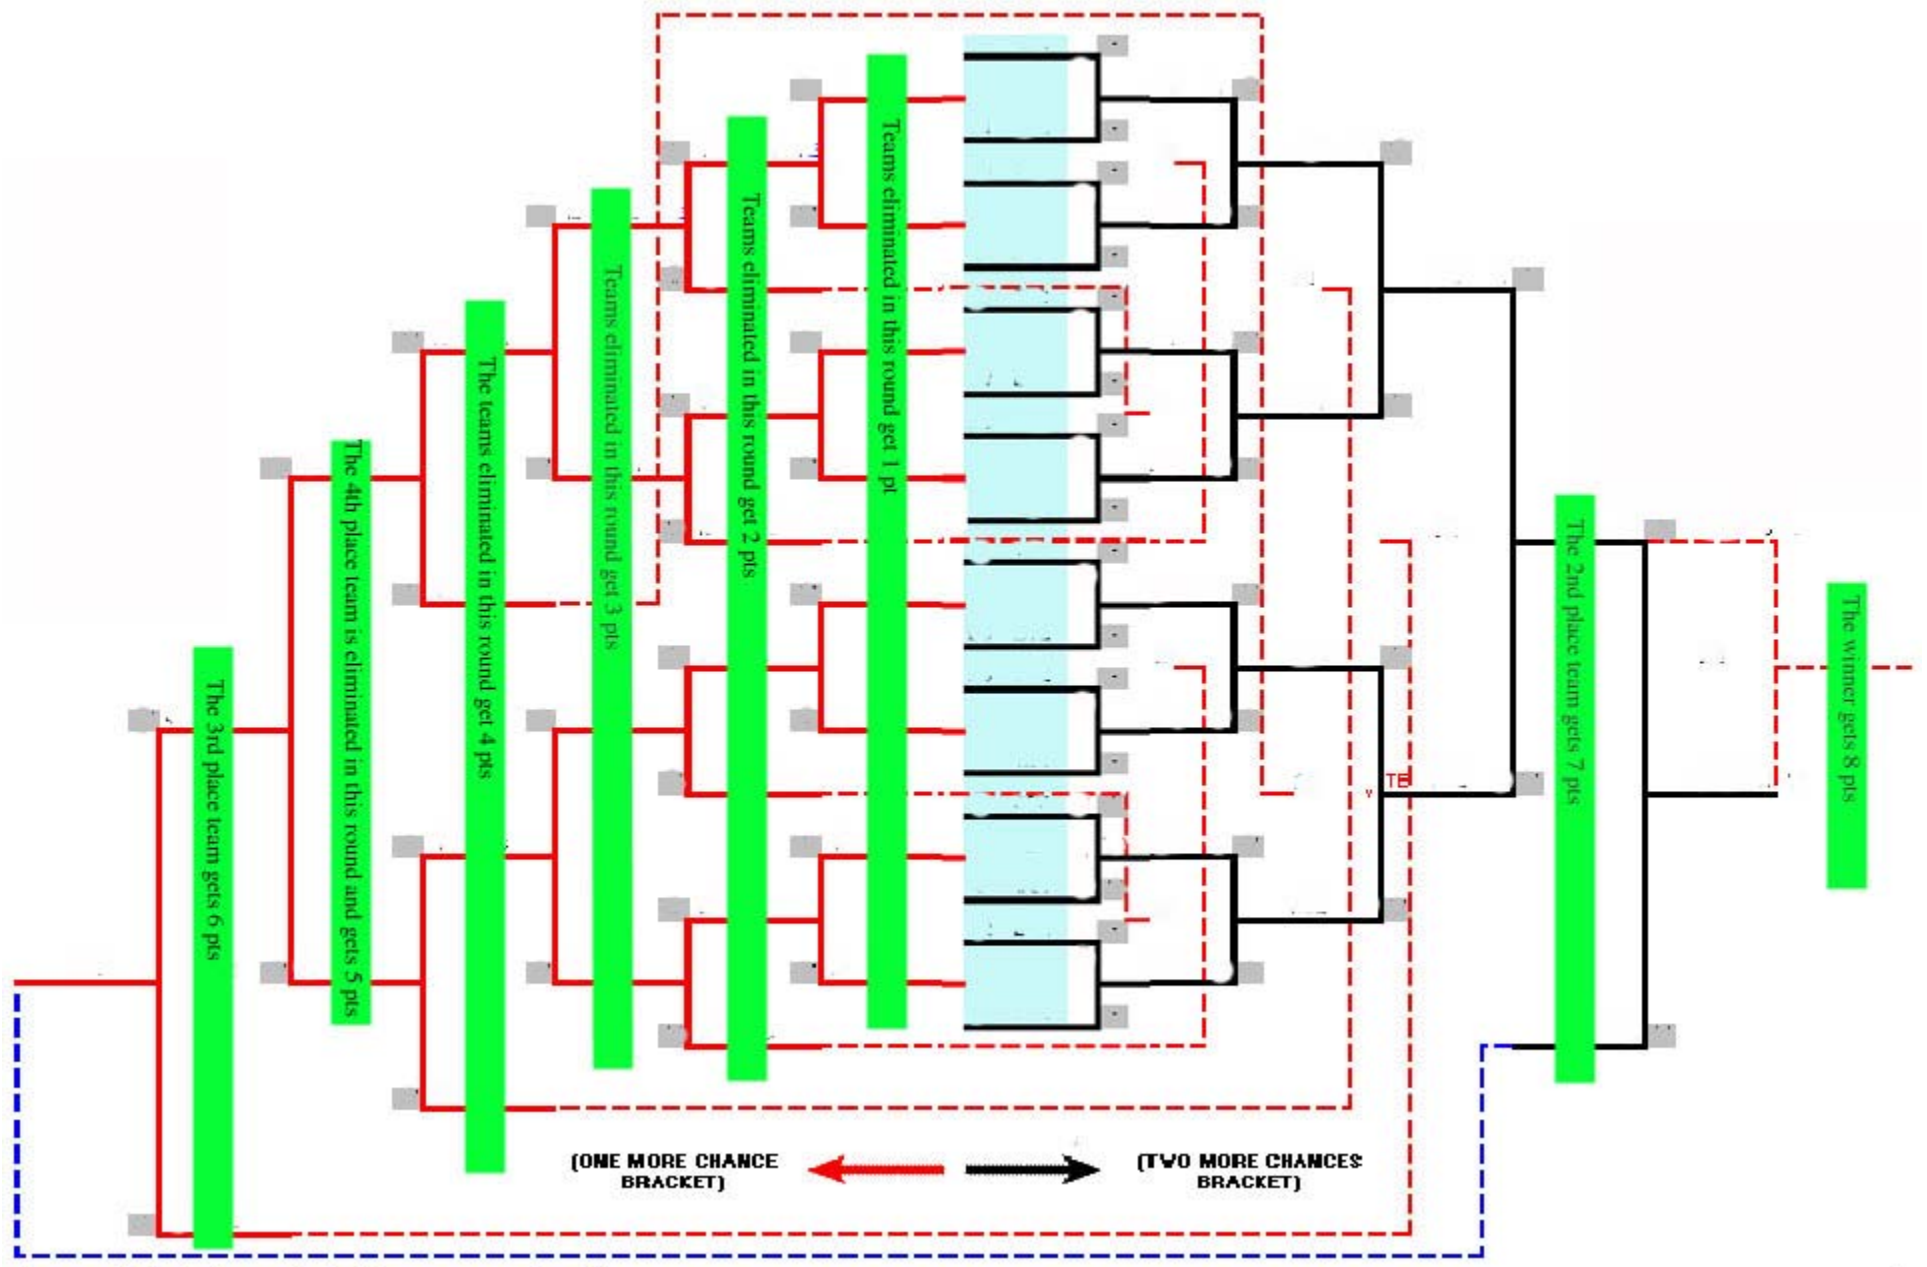 The 3rd place team gets 6 pts
The 4th place team is eliminated in this round and gets 5 pts
The teams eliminated in this round get 4 pts
Teams eliminated in this round get 3 pts
Teams eliminated in this round get 2 pts
Teams eliminated in this round get 1 pt
The 2nd place team gets 7 pts
The winner gets 8 pts
TB
(ONE MORE CHANCE
BRACKET)
(TWO MORE CHANCES
BRACKET)